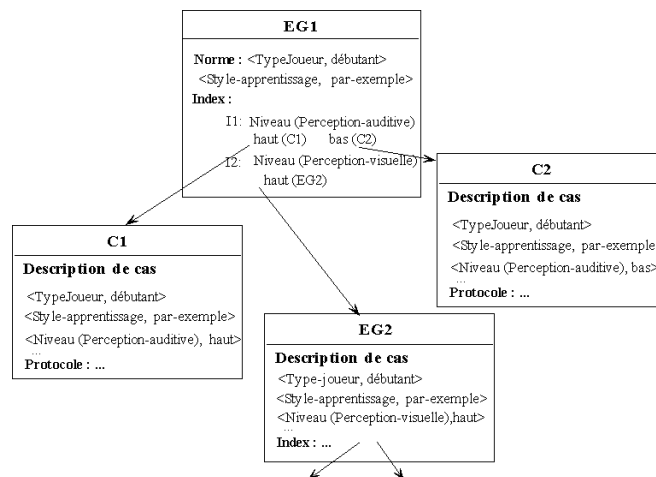 EG1
Norme : <TypeJoueur, débutant>
<Style-apprentissage, par-exemple>
Index :
I1: Niveau (Perception-auditive)
haut (C1) bas (C2)
I2: Niveau (Perception-visuelle)
haut (EG2)
C2
Description de cas
<TypeJoueur, débutant>
<Style-apprentissage, par-exemple
<Niveau (Perception-auditive), bas>
...
Protocole : ...
C1
Description de cas
<TypeJoueur, débutant>
<Style-apprentissage, par-exemple>
<Niveau (Perception-auditive), haut>
...
Protocole : ...
EG2
Description de cas
<Type-joueur, débutant>
<Style-apprentissage, par-exemple>
<Niveau (Perception-visuelle),haut>
...
Index : ...